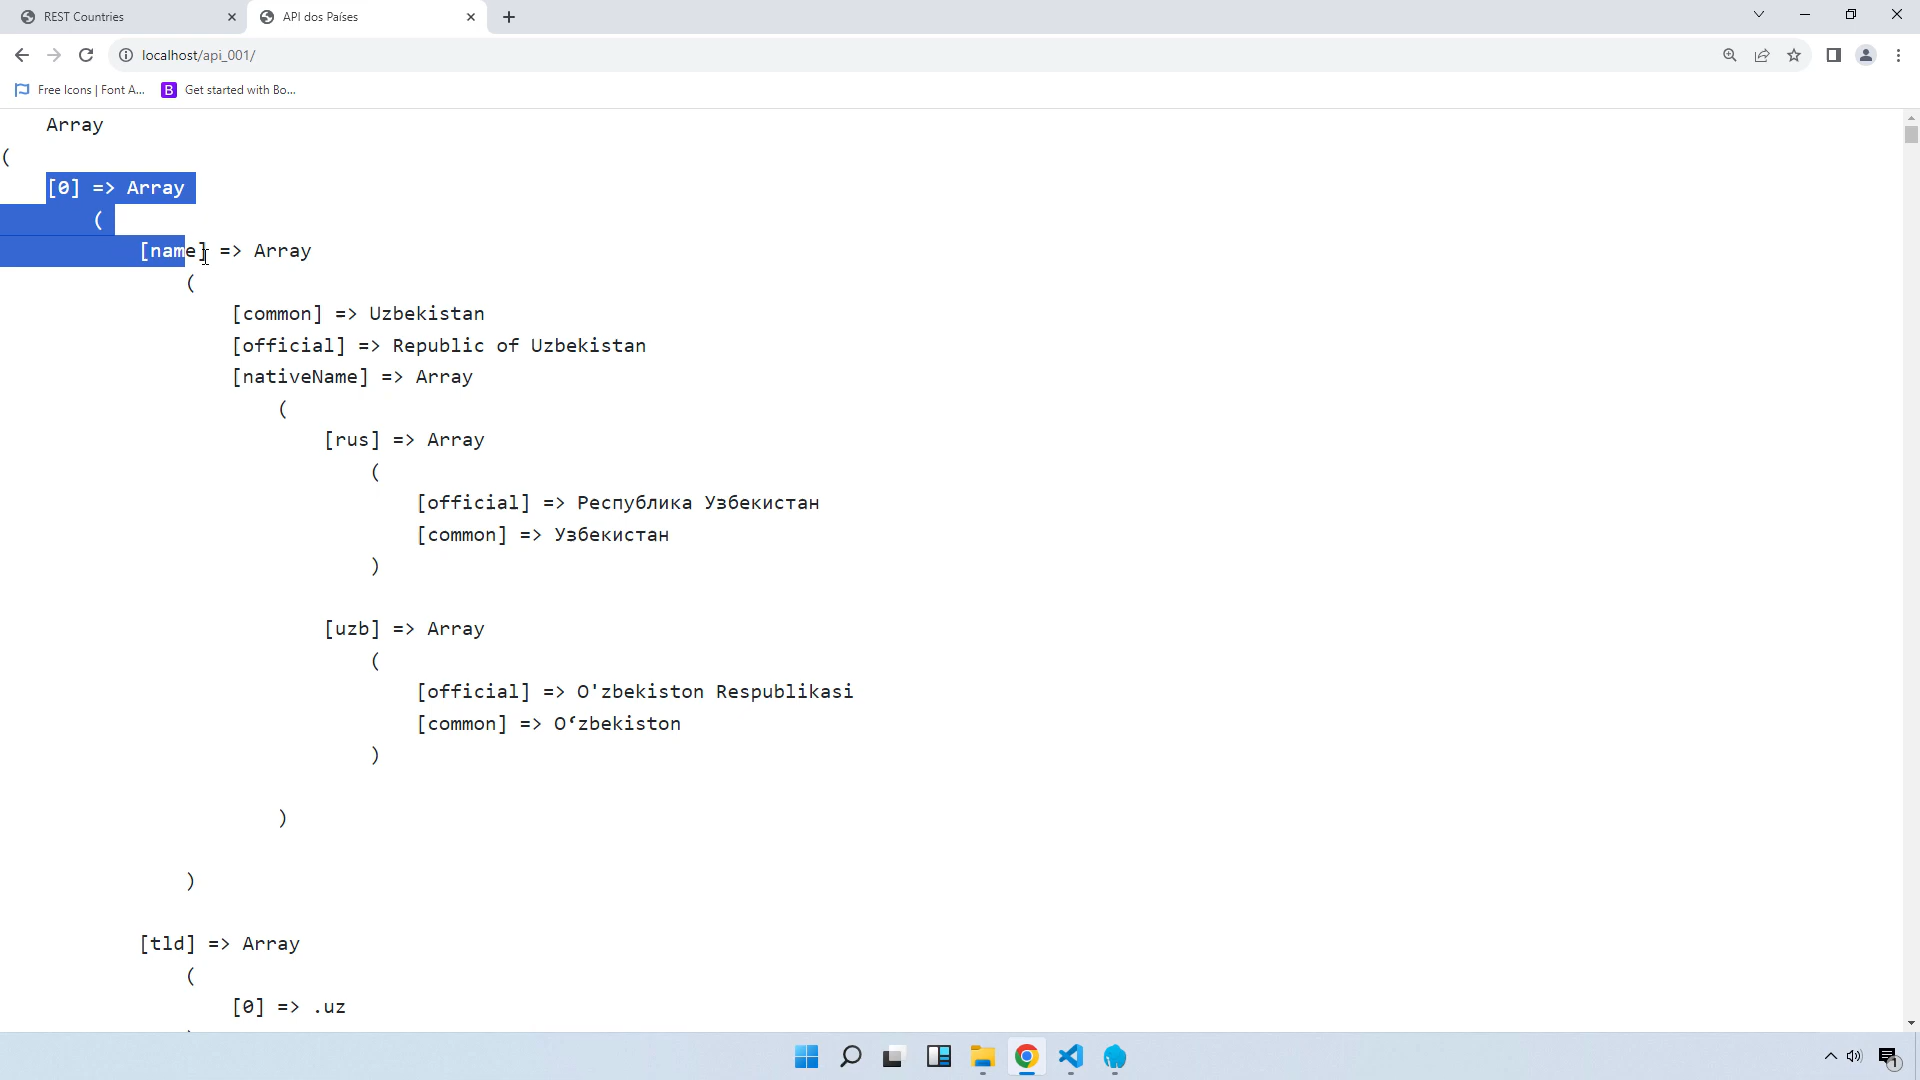 REST Countries
API dos Países
localhost/api_001/
Free Icons | Font A...
B Get started with Bo...
Array
(
[0] => Array
(
[name] => Array
(
[common] => Uzbekistan
[official] => Republic of Uzbekistan
[nativeName] => Array
(
[rus] => Array
(
[official] => Республика Узбекистан
[common] => Узбекистан
)
[uzb] => Array
(
[official] => O'zbekiston Respublikasi
[common] => O‘zbekiston
)
)
)
[tld] => Array
(
[0] => .uz
1